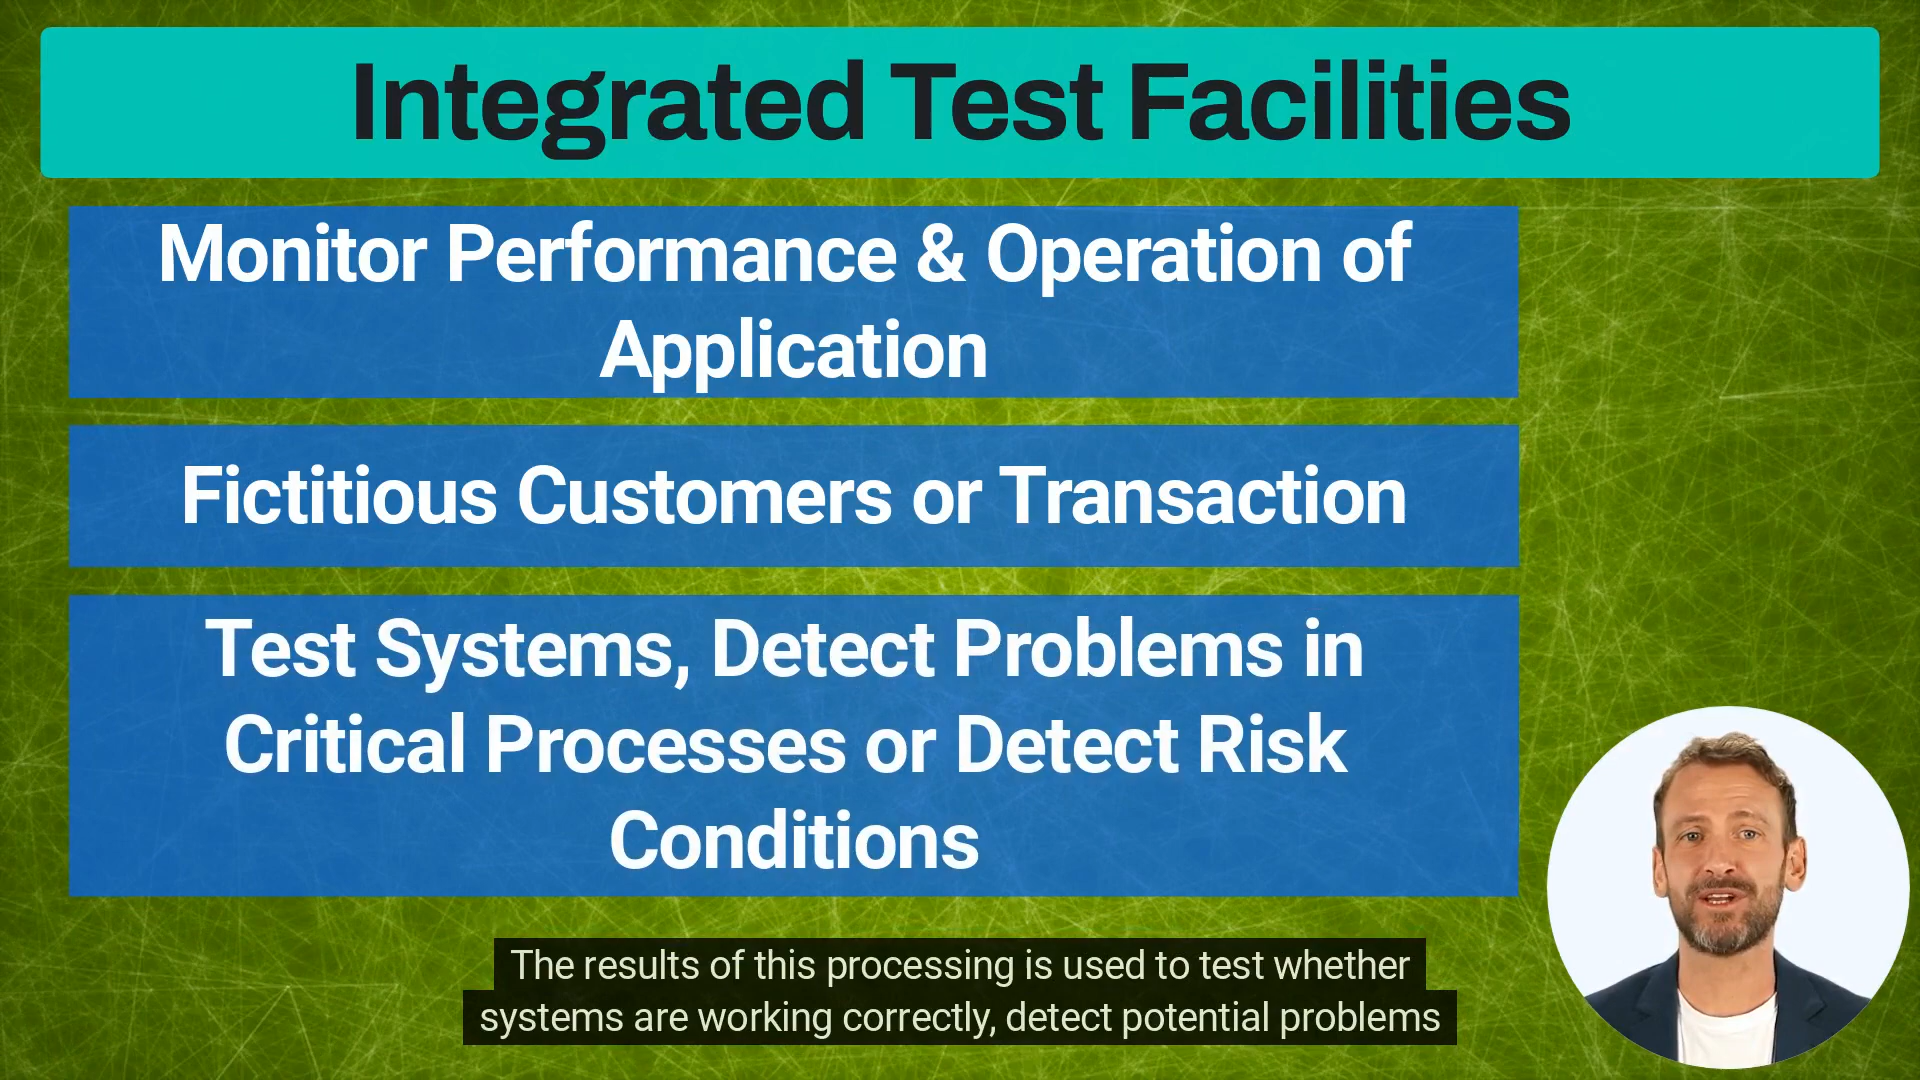 Integrated Test Facilities
Monitor Performance & Operation of
Application
Fictitious Customers or Transaction
Test Systems, Detect Problems in
Critical Processes or Detect Risk
Conditions
The results of this processing is used to test whether
systems are working correctly, detect potential problems